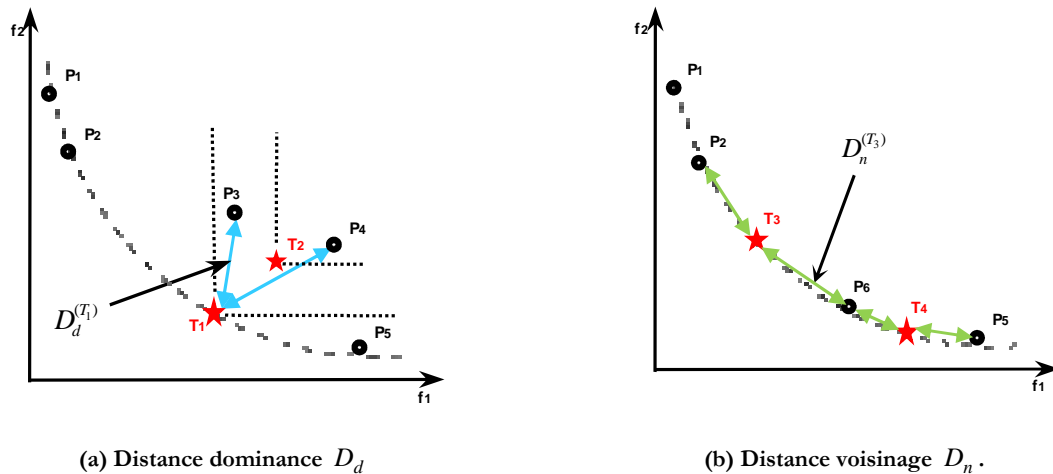 f2
P1
P2
P3
P4
T2
D_d^(T_1)
T1
P5
f1
(a) Distance dominance D_d
f2
P1
P2
D_n^(T_3)
T3
P6
T4
P5
f1
(b) Distance voisinage D_n .